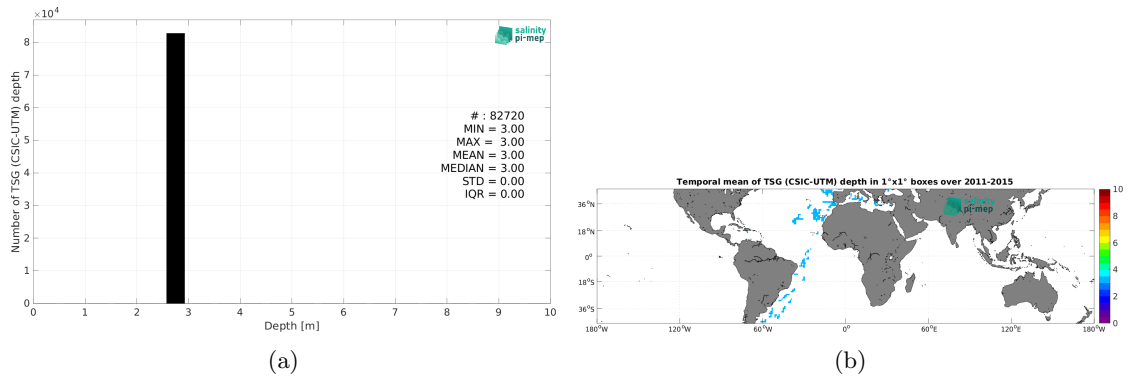 ×10⁴
salinity
pi-mep
Number of TSG (CSIC-UTM) depth
8
7
6
5
4
3
2
1
0
# : 82720
MIN = 3.00
MAX = 3.00
MEAN = 3.00
MEDIAN = 3.00
STD = 0.00
IQR = 0.00
0 1 2 3 4 5 6 7 8 9 10
Depth [m]
(a)
Temporal mean of TSG (CSIC-UTM) depth in 1°x1° boxes over 2011-2015
salinity
pi-mep
36°N
18°N
0°
18°S
36°S
180°W 120°W 60°W 0° 60°E 120°E 180°W
10
8
6
4
2
0
(b)